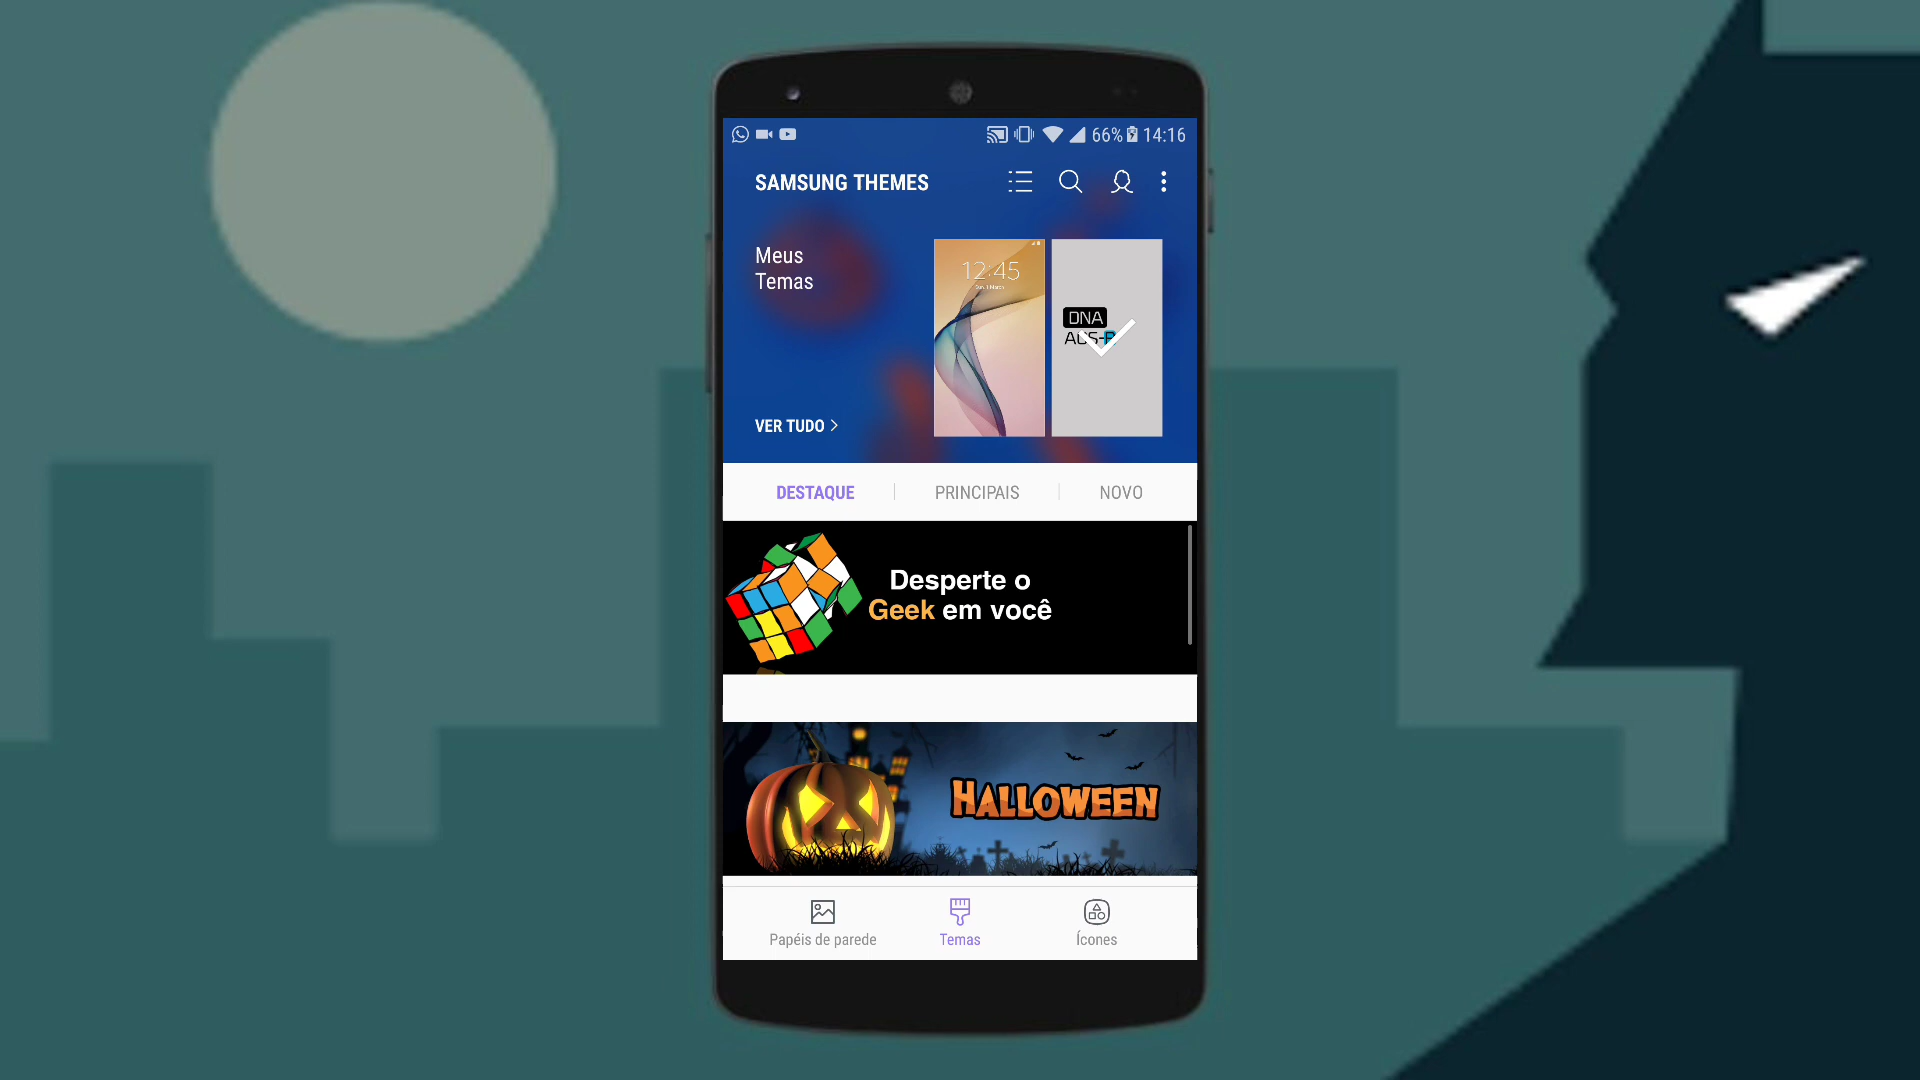 66% 14:16
SAMSUNG THEMES
Meus
Temas
12:45
DNA
VER TUDO >
DESTAQUE
PRINCIPAIS
NOVO
Desperte o
Geek em você
HALLOWEEN
Papéis de parede
Temas
Ícones